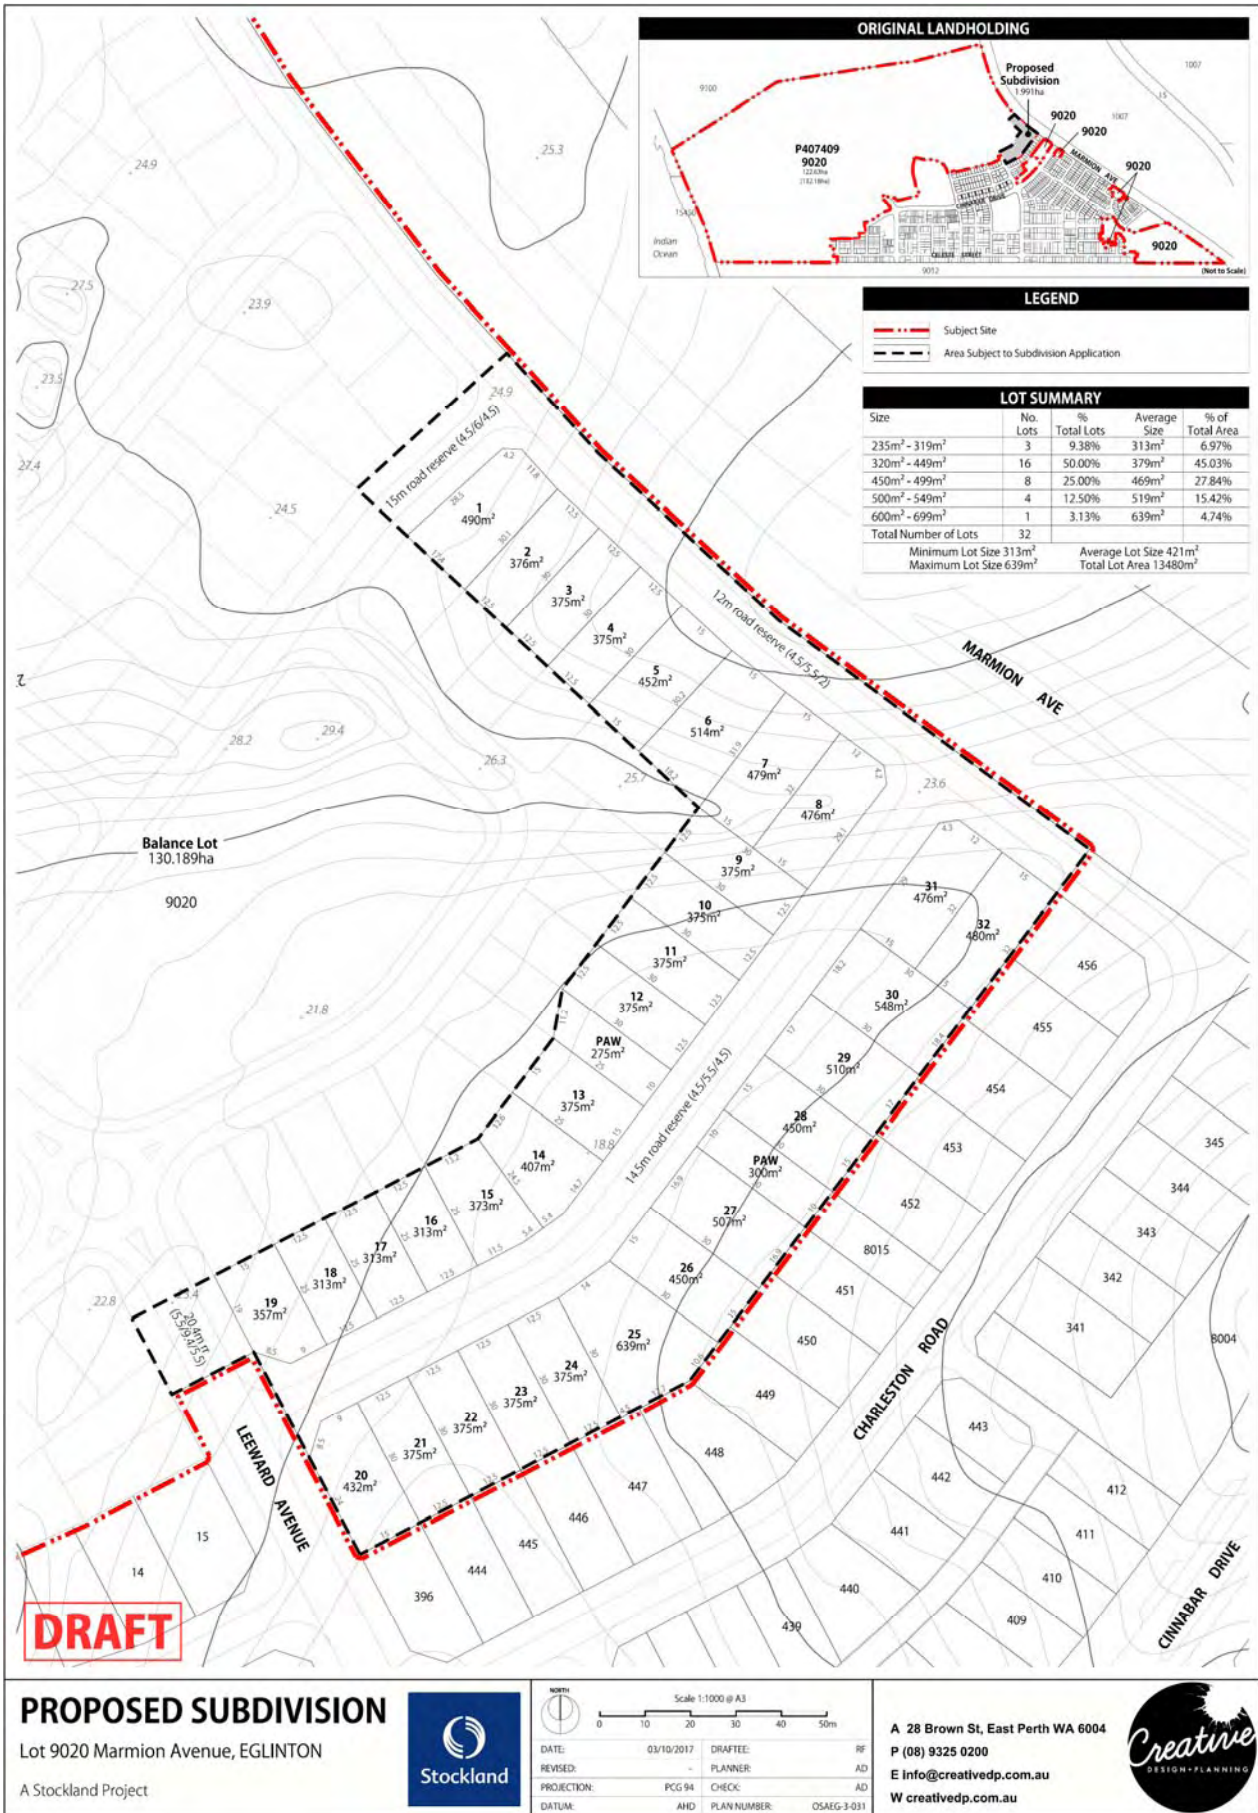 ORIGINAL LANDHOLDING
Proposed
Subdivision
1.991ha
1007
15
9100
9020
1007
9020
P407409
9020
122.63ha
(132.18ha)
MARMION AVE
9020
CHINOOKE DRIVE
15450
Indian
Ocean
9020
CELESTE STREET
9012
(Not to Scale)
LEGEND
Subject Site
Area Subject to Subdivision Application
LOT SUMMARY
Size No. Lots % Total Lots Average Size % of Total Area
235m² - 319m² 3 9.38% 313m² 6.97%
320m² - 449m² 16 50.00% 379m² 45.03%
450m² - 499m² 8 25.00% 469m² 27.84%
500m² - 549m² 4 12.50% 519m² 15.42%
600m² - 699m² 1 3.13% 639m² 4.74%
Total Number of Lots 32
Minimum Lot Size 313m² Average Lot Size 421m²
Maximum Lot Size 639m² Total Lot Area 13480m²
24.9
25.3
27.5
23.9
23.5
24.9
27.4
24.5
15m road reserve (4.5/6/4.5)
12m road reserve (4.5/5.5/2)
MARMION AVE
1
490m²
2
376m²
3
375m²
4
375m²
5
452m²
6
514m²
7
479m²
8
476m²
28.2
29.4
26.3
25.7
23.6
Balance Lot
130.189ha
9020
9
375m²
10
375m²
11
375m²
12
375m²
PAW
275m²
13
375m²
14
407m²
15
373m²
16
313m²
17
313m²
18
313m²
19
357m²
21.8
18.8
22.8
14.5m road reserve (4.5/5.5/4.5)
31
476m²
32
480m²
30
548m²
29
510m²
28
450m²
PAW
300m²
27
507m²
26
450m²
25
639m²
24
375m²
23
375m²
22
375m²
21
375m²
20
432m²
456
455
454
453
452
8015
451
450
449
448
447
446
445
444
396
345
344
343
342
341
8004
443
442
441
440
439
412
411
410
409
15
14
LEEWARD AVENUE
CHARLESTON ROAD
CINNABAR DRIVE
DRAFT
PROPOSED SUBDIVISION
Lot 9020 Marmion Avenue, EGLINTON
A Stockland Project
Stockland
NORTH
Scale 1:1000 @ A3
0 10 20 30 40 50m
DATE: 03/10/2017 DRAFTEE: RF
REVISED: - PLANNER: AD
PROJECTION: PCG 94 CHECK: AD
DATUM: AHD PLAN NUMBER: OSAEG-3-031
A 28 Brown St, East Perth WA 6004
P (08) 9325 0200
E info@creativedp.com.au
W creativedp.com.au
Creative
DESIGN+PLANNING